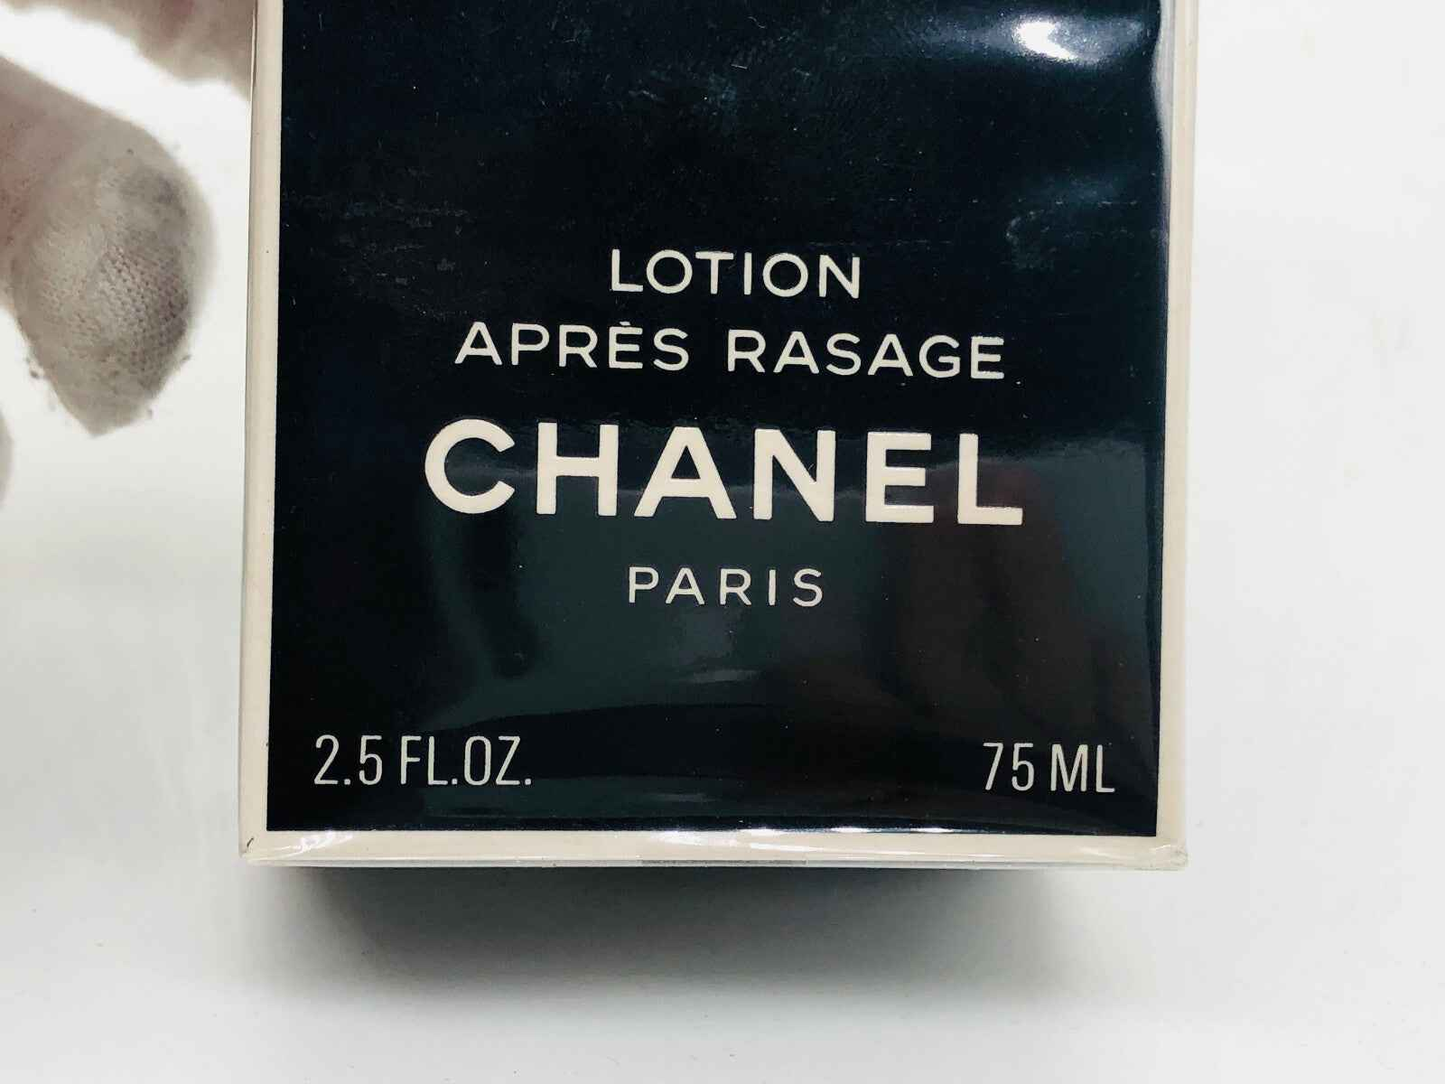 LOTION
APRÈS RASAGE
CHANEL
PARIS
2.5 FL.OZ. 75 ML